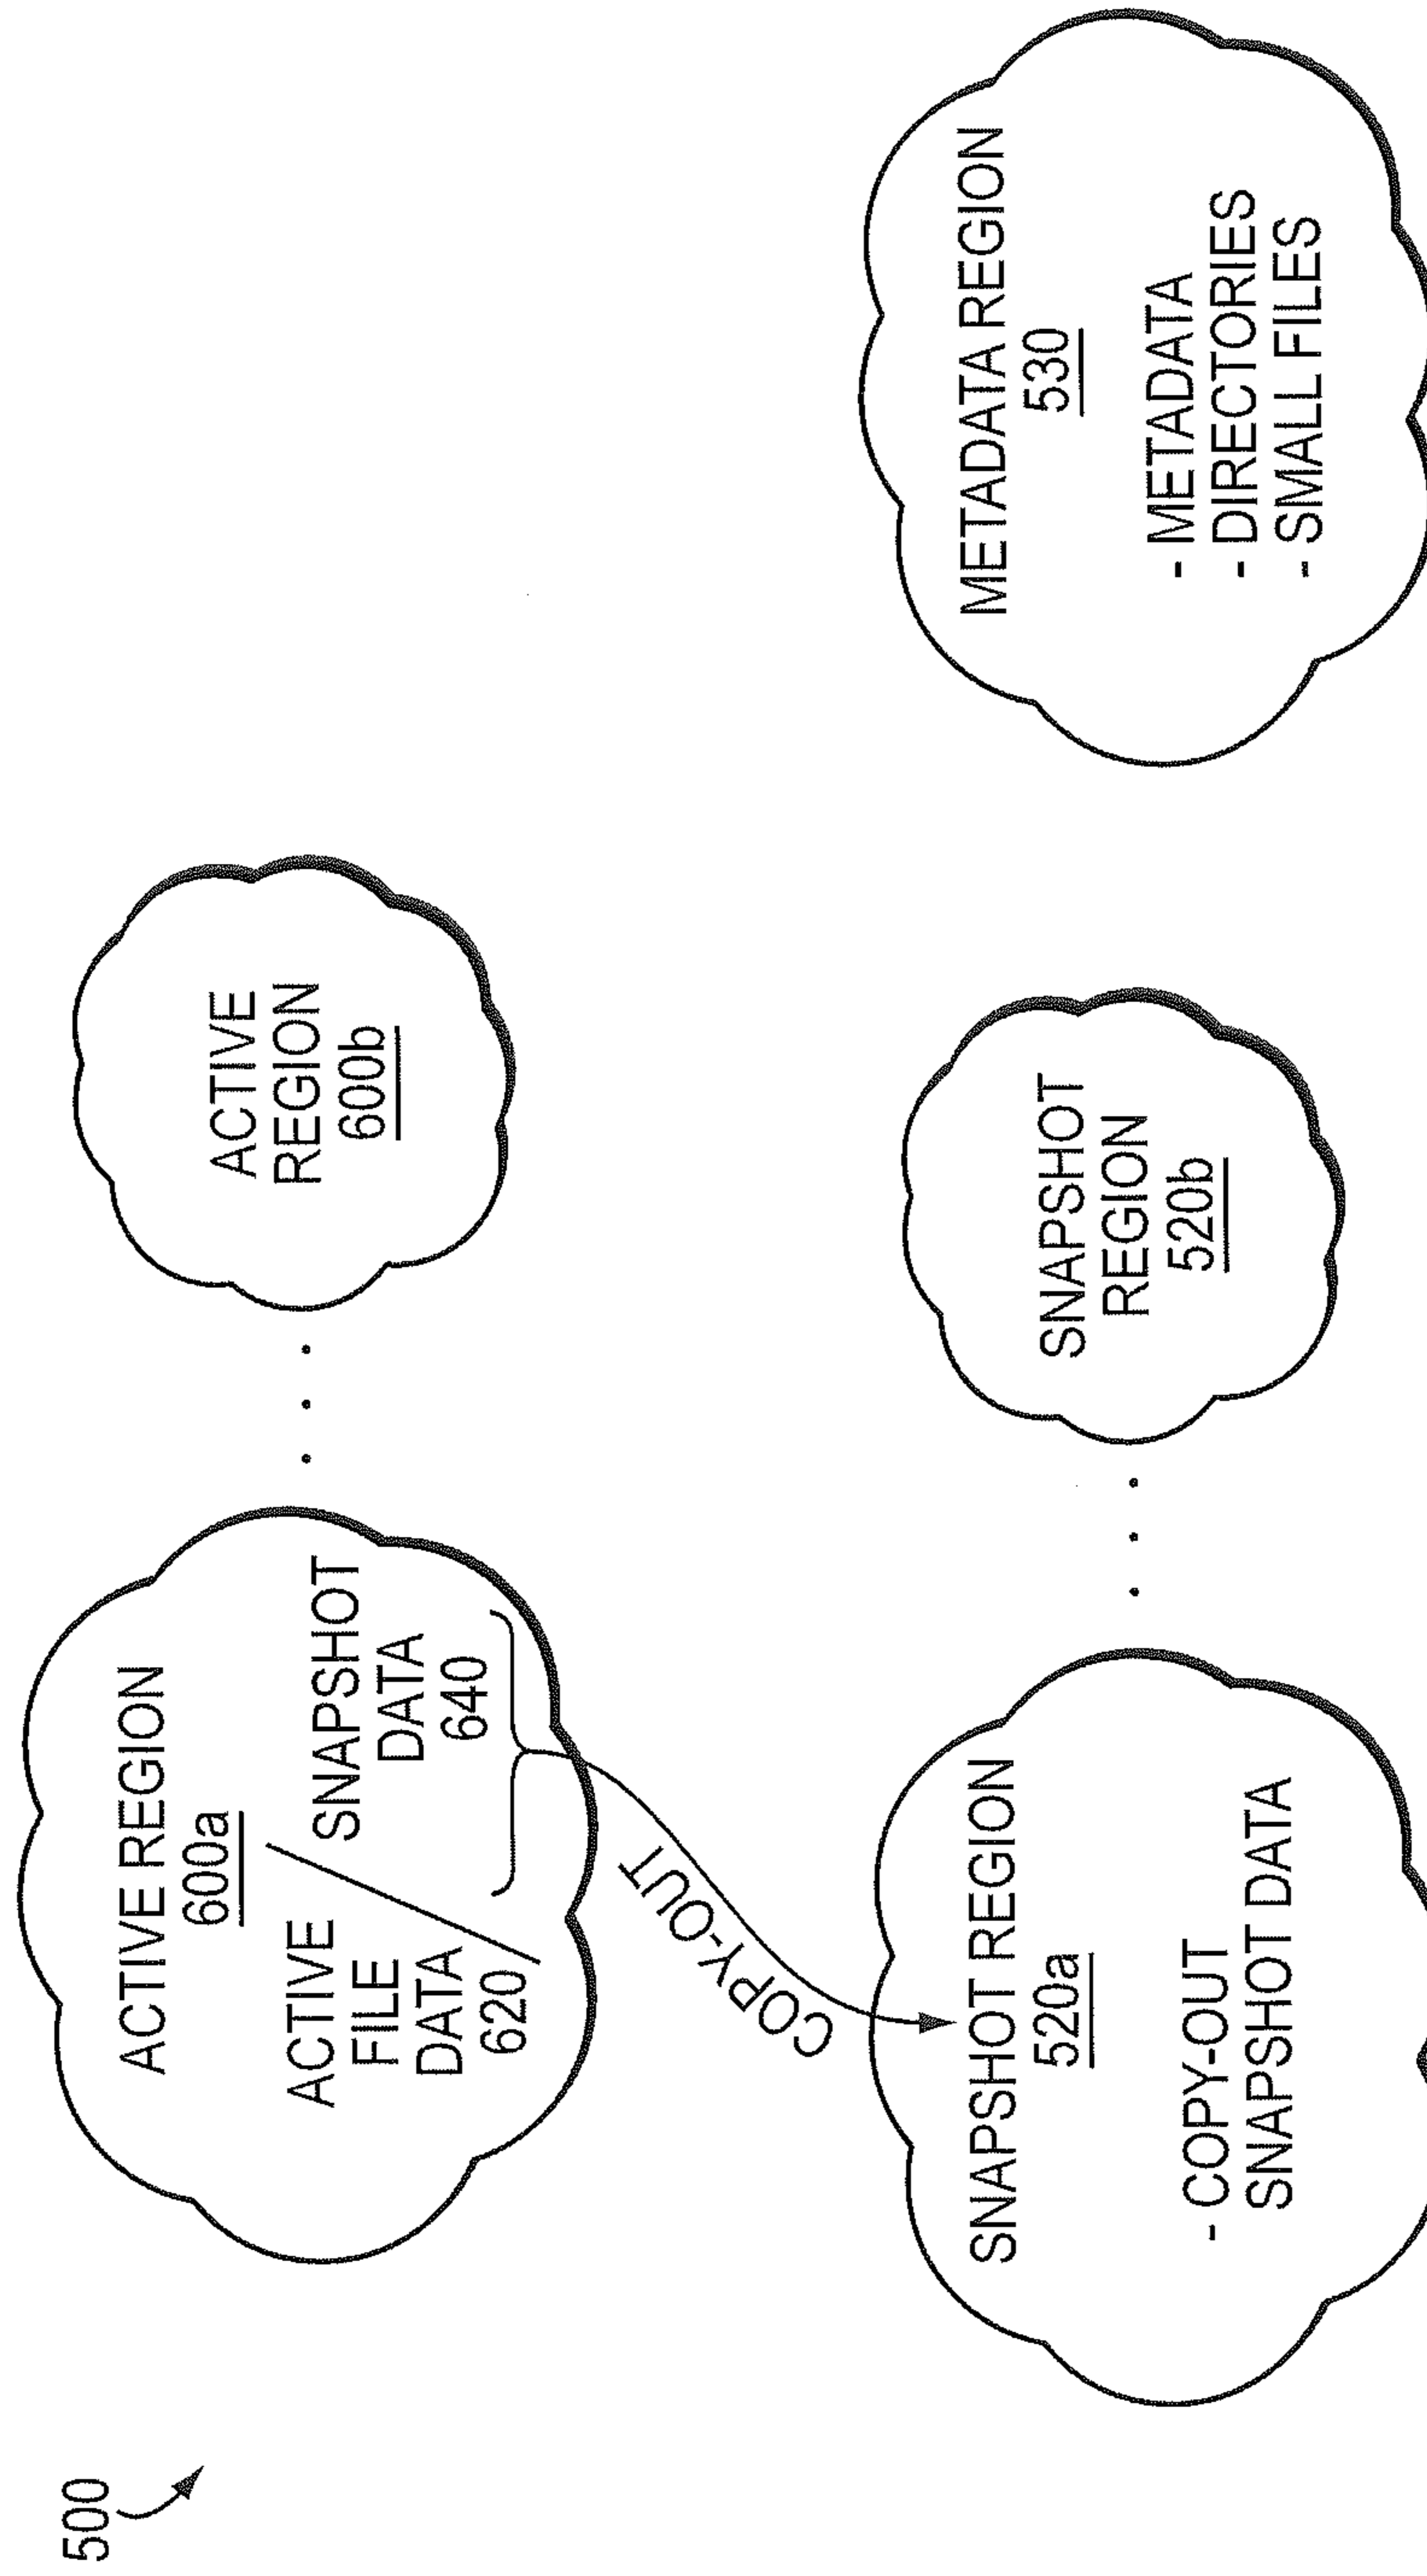 500
ACTIVE REGION
600a
ACTIVE
FILE
DATA
620
SNAPSHOT
DATA
640
ACTIVE
REGION
600b
COPY-OUT
SNAPSHOT REGION
520a
- COPY-OUT
SNAPSHOT DATA
SNAPSHOT
REGION
520b
METADATA REGION
530
- METADATA
- DIRECTORIES
- SMALL FILES